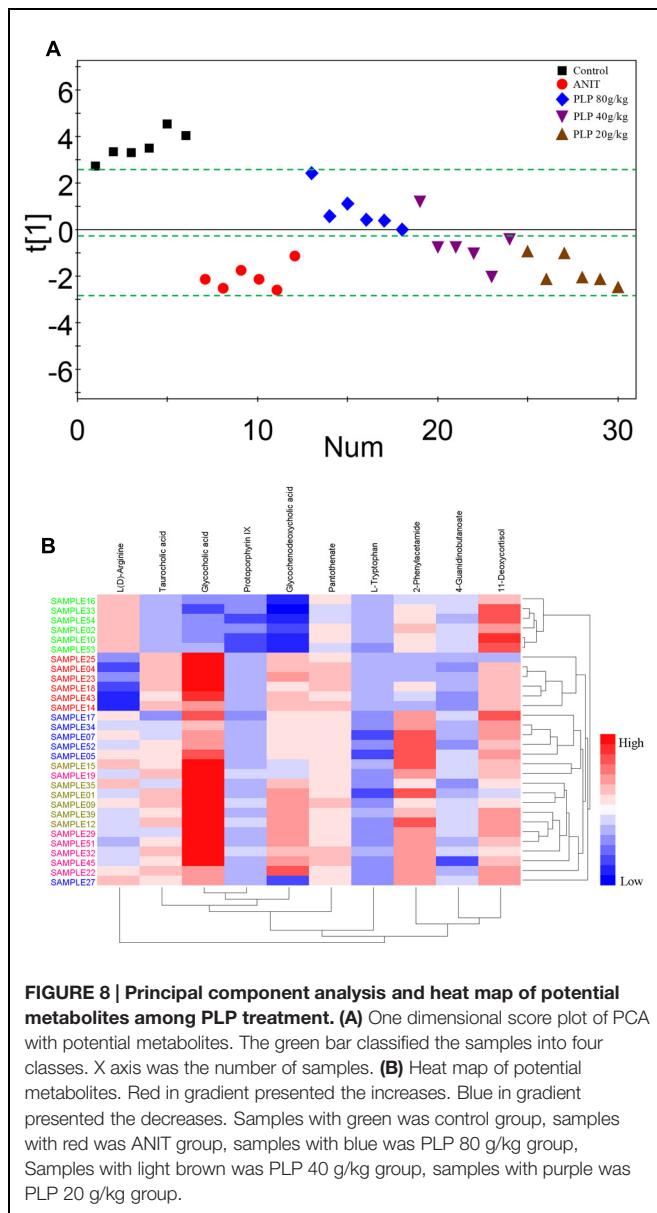 A
Control
ANIT
PLP 80g/kg
PLP 40g/kg
PLP 20g/kg
6
4
2
0
-2
-4
-6
t[1]
0
10
20
30
Num
B
L(D)-Arginine
Taurocholic acid
Glycocholic acid
Protoporphyrin IX
Glycochenodeoxycholic acid
Pantothenate
L-Tryptophan
2-Phenylacetamide
4-Guanidinobutanoate
11-Deoxycortisol
SAMPLE16
SAMPLE33
SAMPLE54
SAMPLE02
SAMPLE10
SAMPLE53
SAMPLE25
SAMPLE04
SAMPLE23
SAMPLE18
SAMPLE43
SAMPLE14
SAMPLE17
SAMPLE34
SAMPLE07
SAMPLE52
SAMPLE05
SAMPLE15
SAMPLE19
SAMPLE35
SAMPLE01
SAMPLE09
SAMPLE39
SAMPLE12
SAMPLE29
SAMPLE51
SAMPLE32
SAMPLE45
SAMPLE22
SAMPLE27
High
Low
FIGURE 8 | Principal component analysis and heat map of potential
metabolites among PLP treatment. (A) One dimensional score plot of PCA
with potential metabolites. The green bar classified the samples into four
classes. X axis was the number of samples. (B) Heat map of potential
metabolites. Red in gradient presented the increases. Blue in gradient
presented the decreases. Samples with green was control group, samples
with red was ANIT group, samples with blue was PLP 80 g/kg group,
Samples with light brown was PLP 40 g/kg group, samples with purple was
PLP 20 g/kg group.